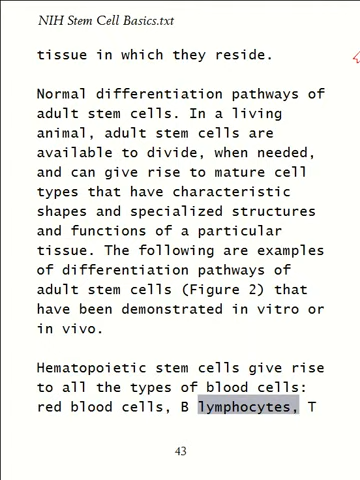 NIH Stem Cell Basics.txt
tissue in which they reside.
Normal differentiation pathways of
adult stem cells. In a living
animal, adult stem cells are
available to divide, when needed,
and can give rise to mature cell
types that have characteristic
shapes and specialized structures
and functions of a particular
tissue. The following are examples
of differentiation pathways of
adult stem cells (Figure 2) that
have been demonstrated in vitro or
in vivo.
Hematopoietic stem cells give rise
to all the types of blood cells:
red blood cells, B lymphocytes, T
43